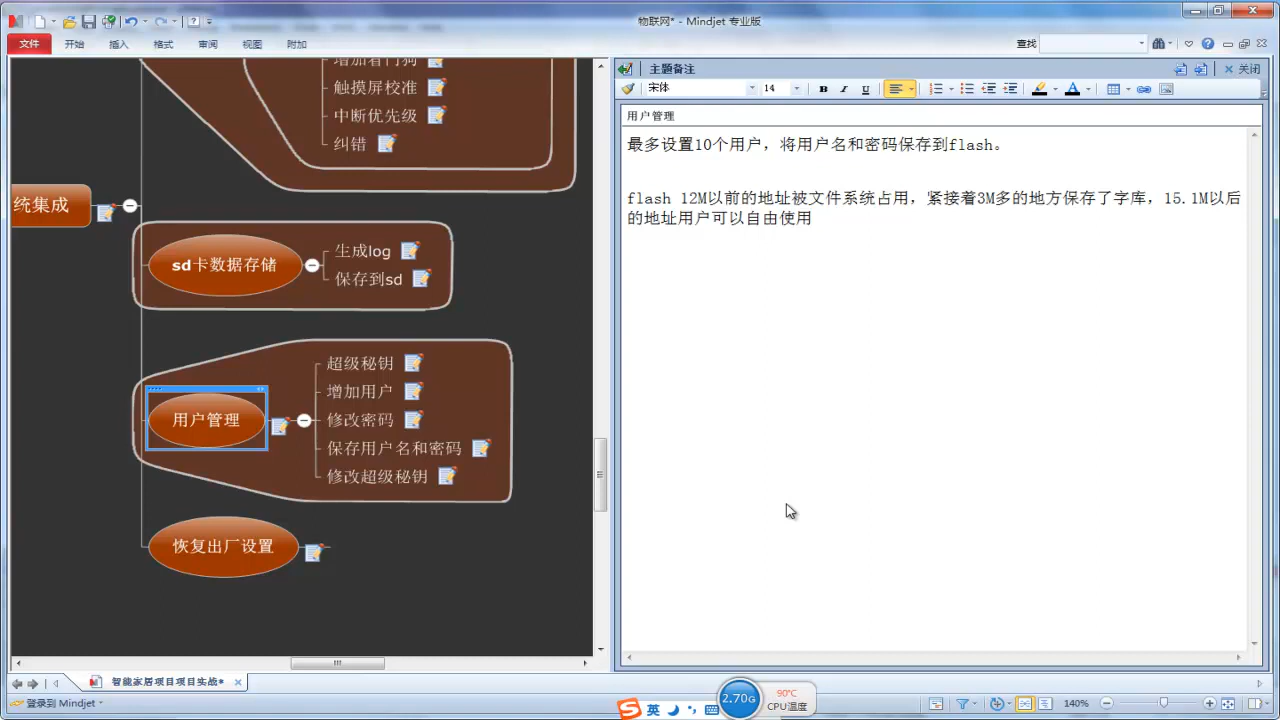 物联网* - Mindjet 专业版
文件
开始
插入
格式
审阅
视图
附加
查找
增加看门狗
触摸屏校准
中断优先级
纠错
统集成
sd卡数据存储
生成log
保存到sd
用户管理
超级秘钥
增加用户
修改密码
保存用户名和密码
修改超级秘钥
恢复出厂设置
主题备注
关闭
宋体
14
B
I
U
A
用户管理
最多设置10个用户，将用户名和密码保存到flash。
flash 12M以前的地址被文件系统占用，紧接着3M多的地方保存了字库，15.1M以后
的地址用户可以自由使用
智能家居项目项目实战*
登录到 Mindjet
英
2.70G
90℃
CPU温度
140%